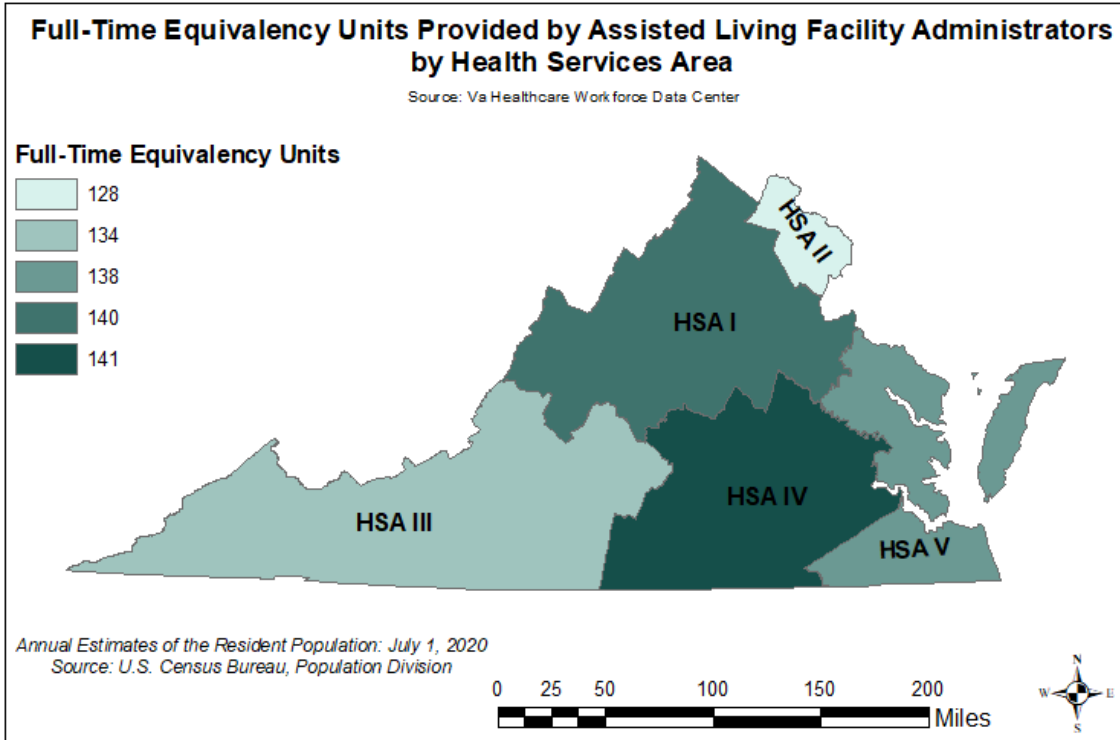 Full-Time Equivalency Units Provided by Assisted Living Facility Administrators
by Health Services Area
Source: Va Healthcare Workforce Data Center
Full-Time Equivalency Units
128
134
138
140
141
HSA II
HSA I
HSA IV
HSA III
HSA V
Annual Estimates of the Resident Population: July 1, 2020
Source: U.S. Census Bureau, Population Division
0 25 50 100 150 200
Miles
N
W E
S